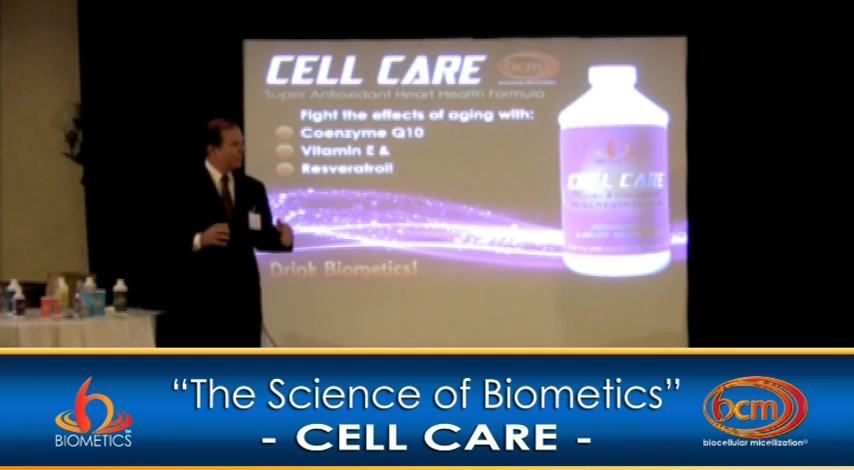 CELL CARE
bcm
Super Antioxidant Heart Health Formula
Fight the effects of aging with:
Coenzyme Q10
Vitamin E &
Resveratrol!
CELL CARE
Drink Biometics!
“The Science of Biometics”
- CELL CARE -
BIOMETICS
bcm
biocellular micellization®